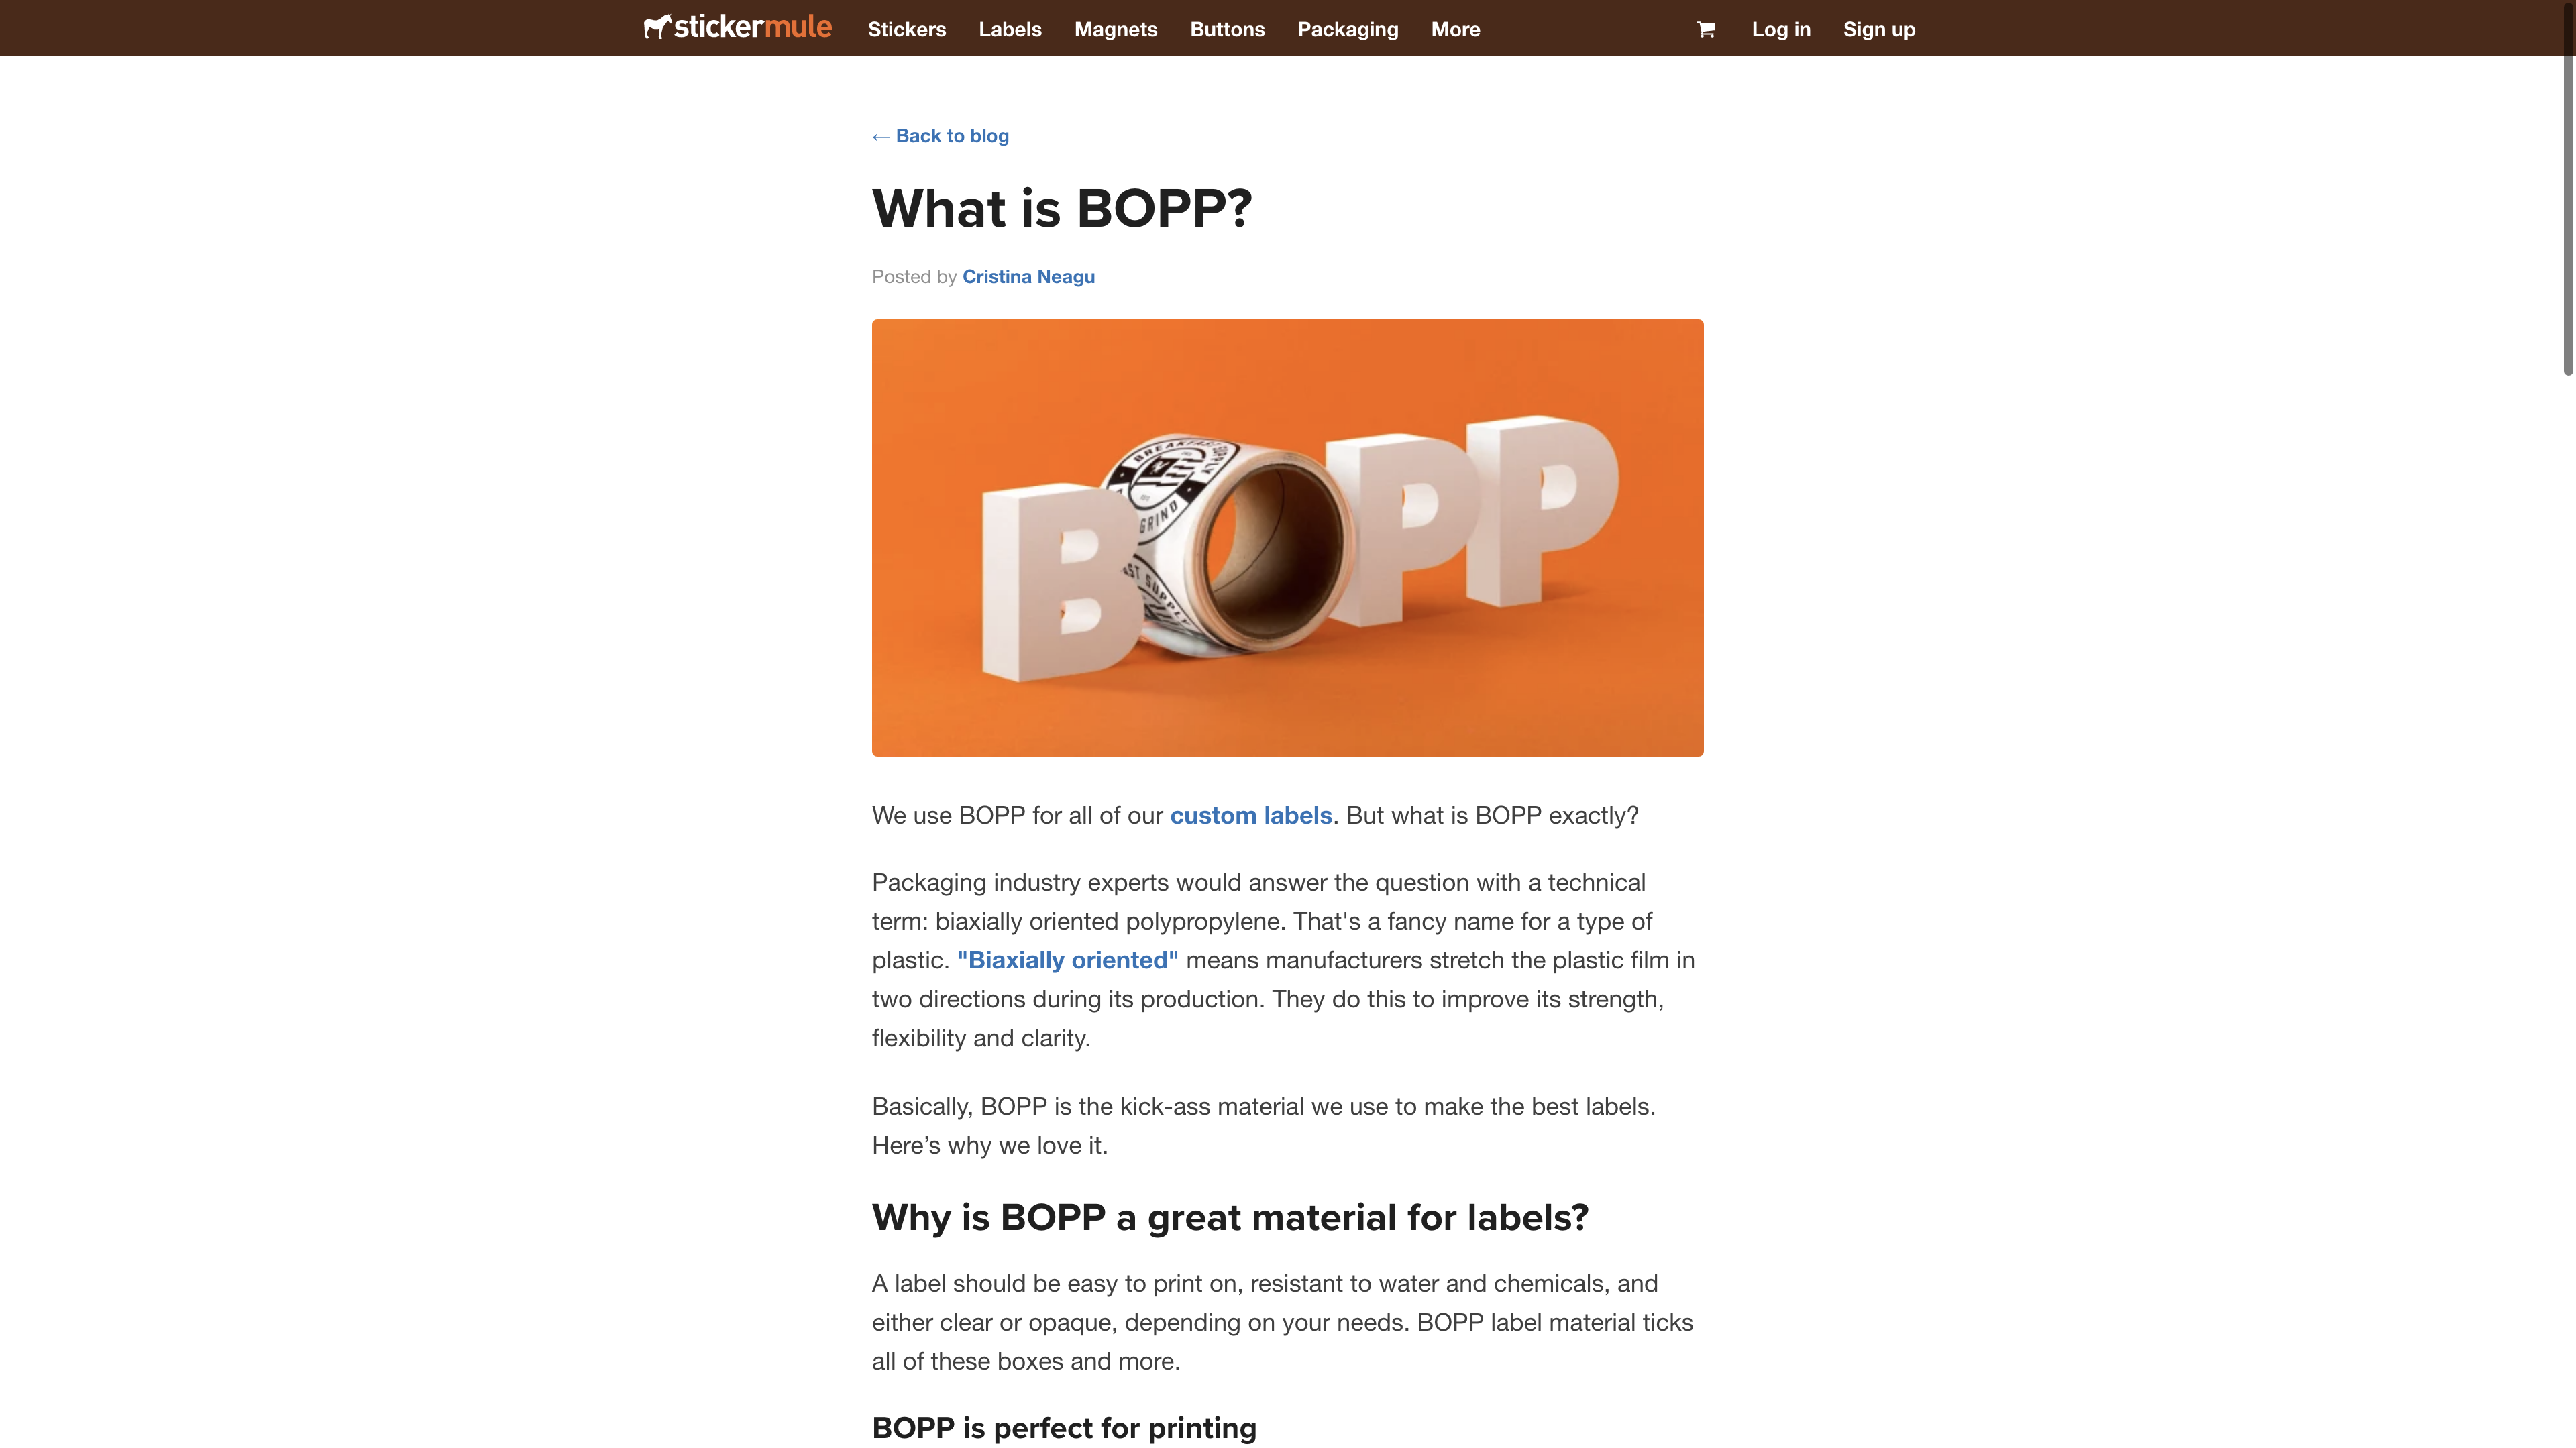 stickermule Stickers Labels Magnets Buttons Packaging More Log in Sign up
← Back to blog
What is BOPP?
Posted by Cristina Neagu
BREAKFAST SUPPLY
GRIND
ST SUPPLY
B PP
We use BOPP for all of our custom labels. But what is BOPP exactly?
Packaging industry experts would answer the question with a technical
term: biaxially oriented polypropylene. That's a fancy name for a type of
plastic. "Biaxially oriented" means manufacturers stretch the plastic film in
two directions during its production. They do this to improve its strength,
flexibility and clarity.
Basically, BOPP is the kick-ass material we use to make the best labels.
Here’s why we love it.
Why is BOPP a great material for labels?
A label should be easy to print on, resistant to water and chemicals, and
either clear or opaque, depending on your needs. BOPP label material ticks
all of these boxes and more.
BOPP is perfect for printing